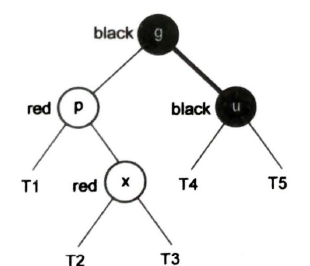 black g
red p black u
T1 red x T4 T5
T2 T3